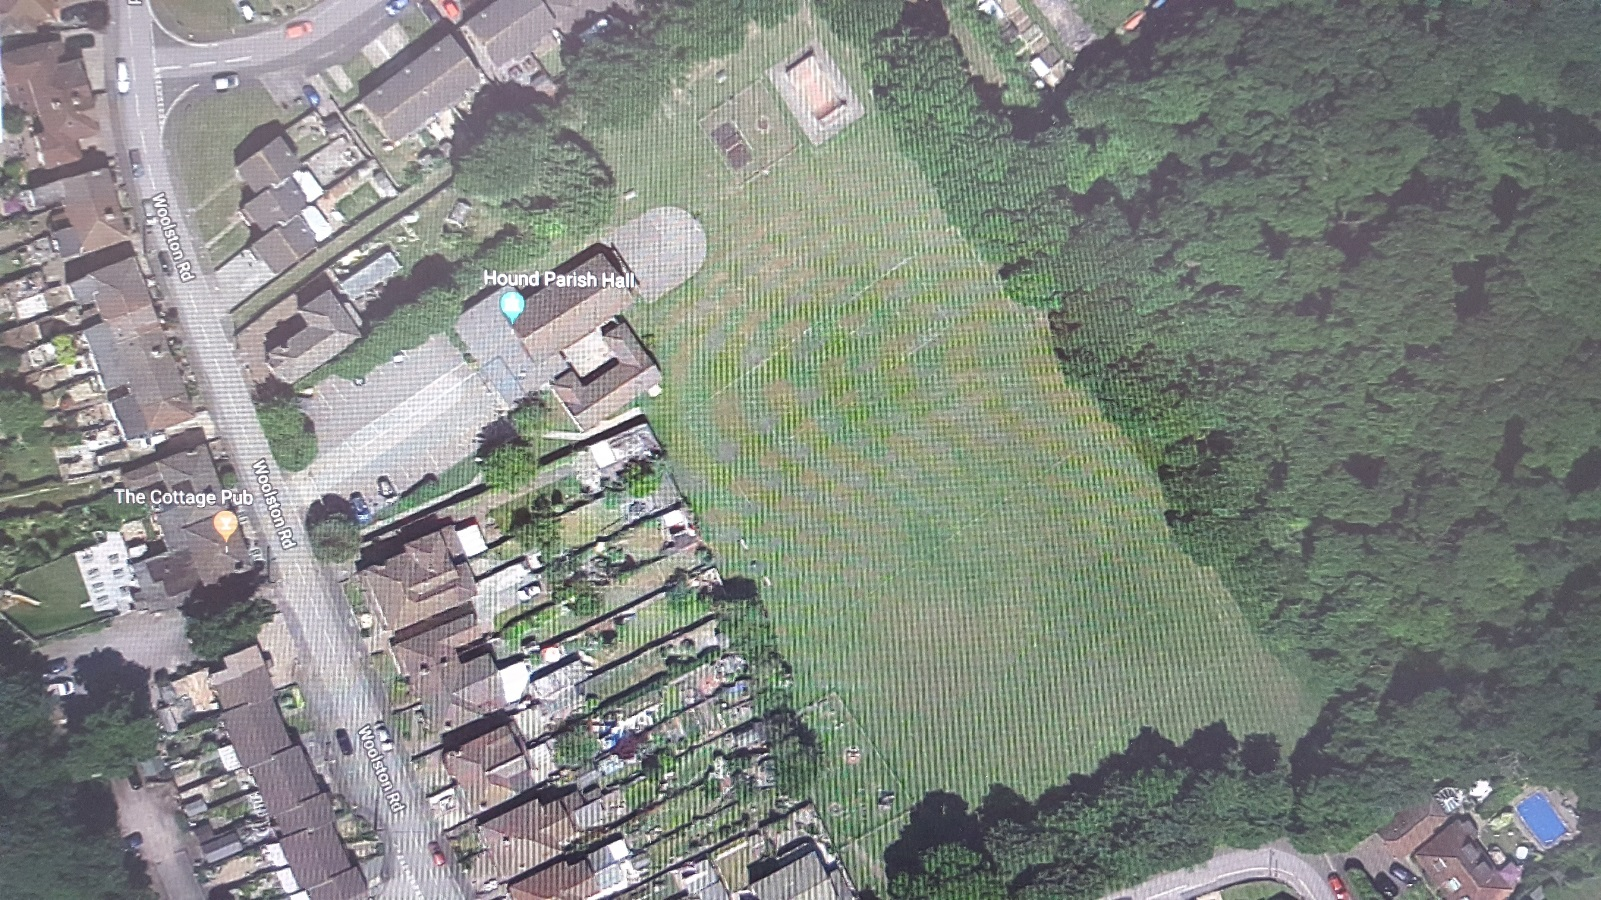 Woolston Rd
Hound Parish Hall
The Cottage Pub
Woolston Rd
Woolston Rd